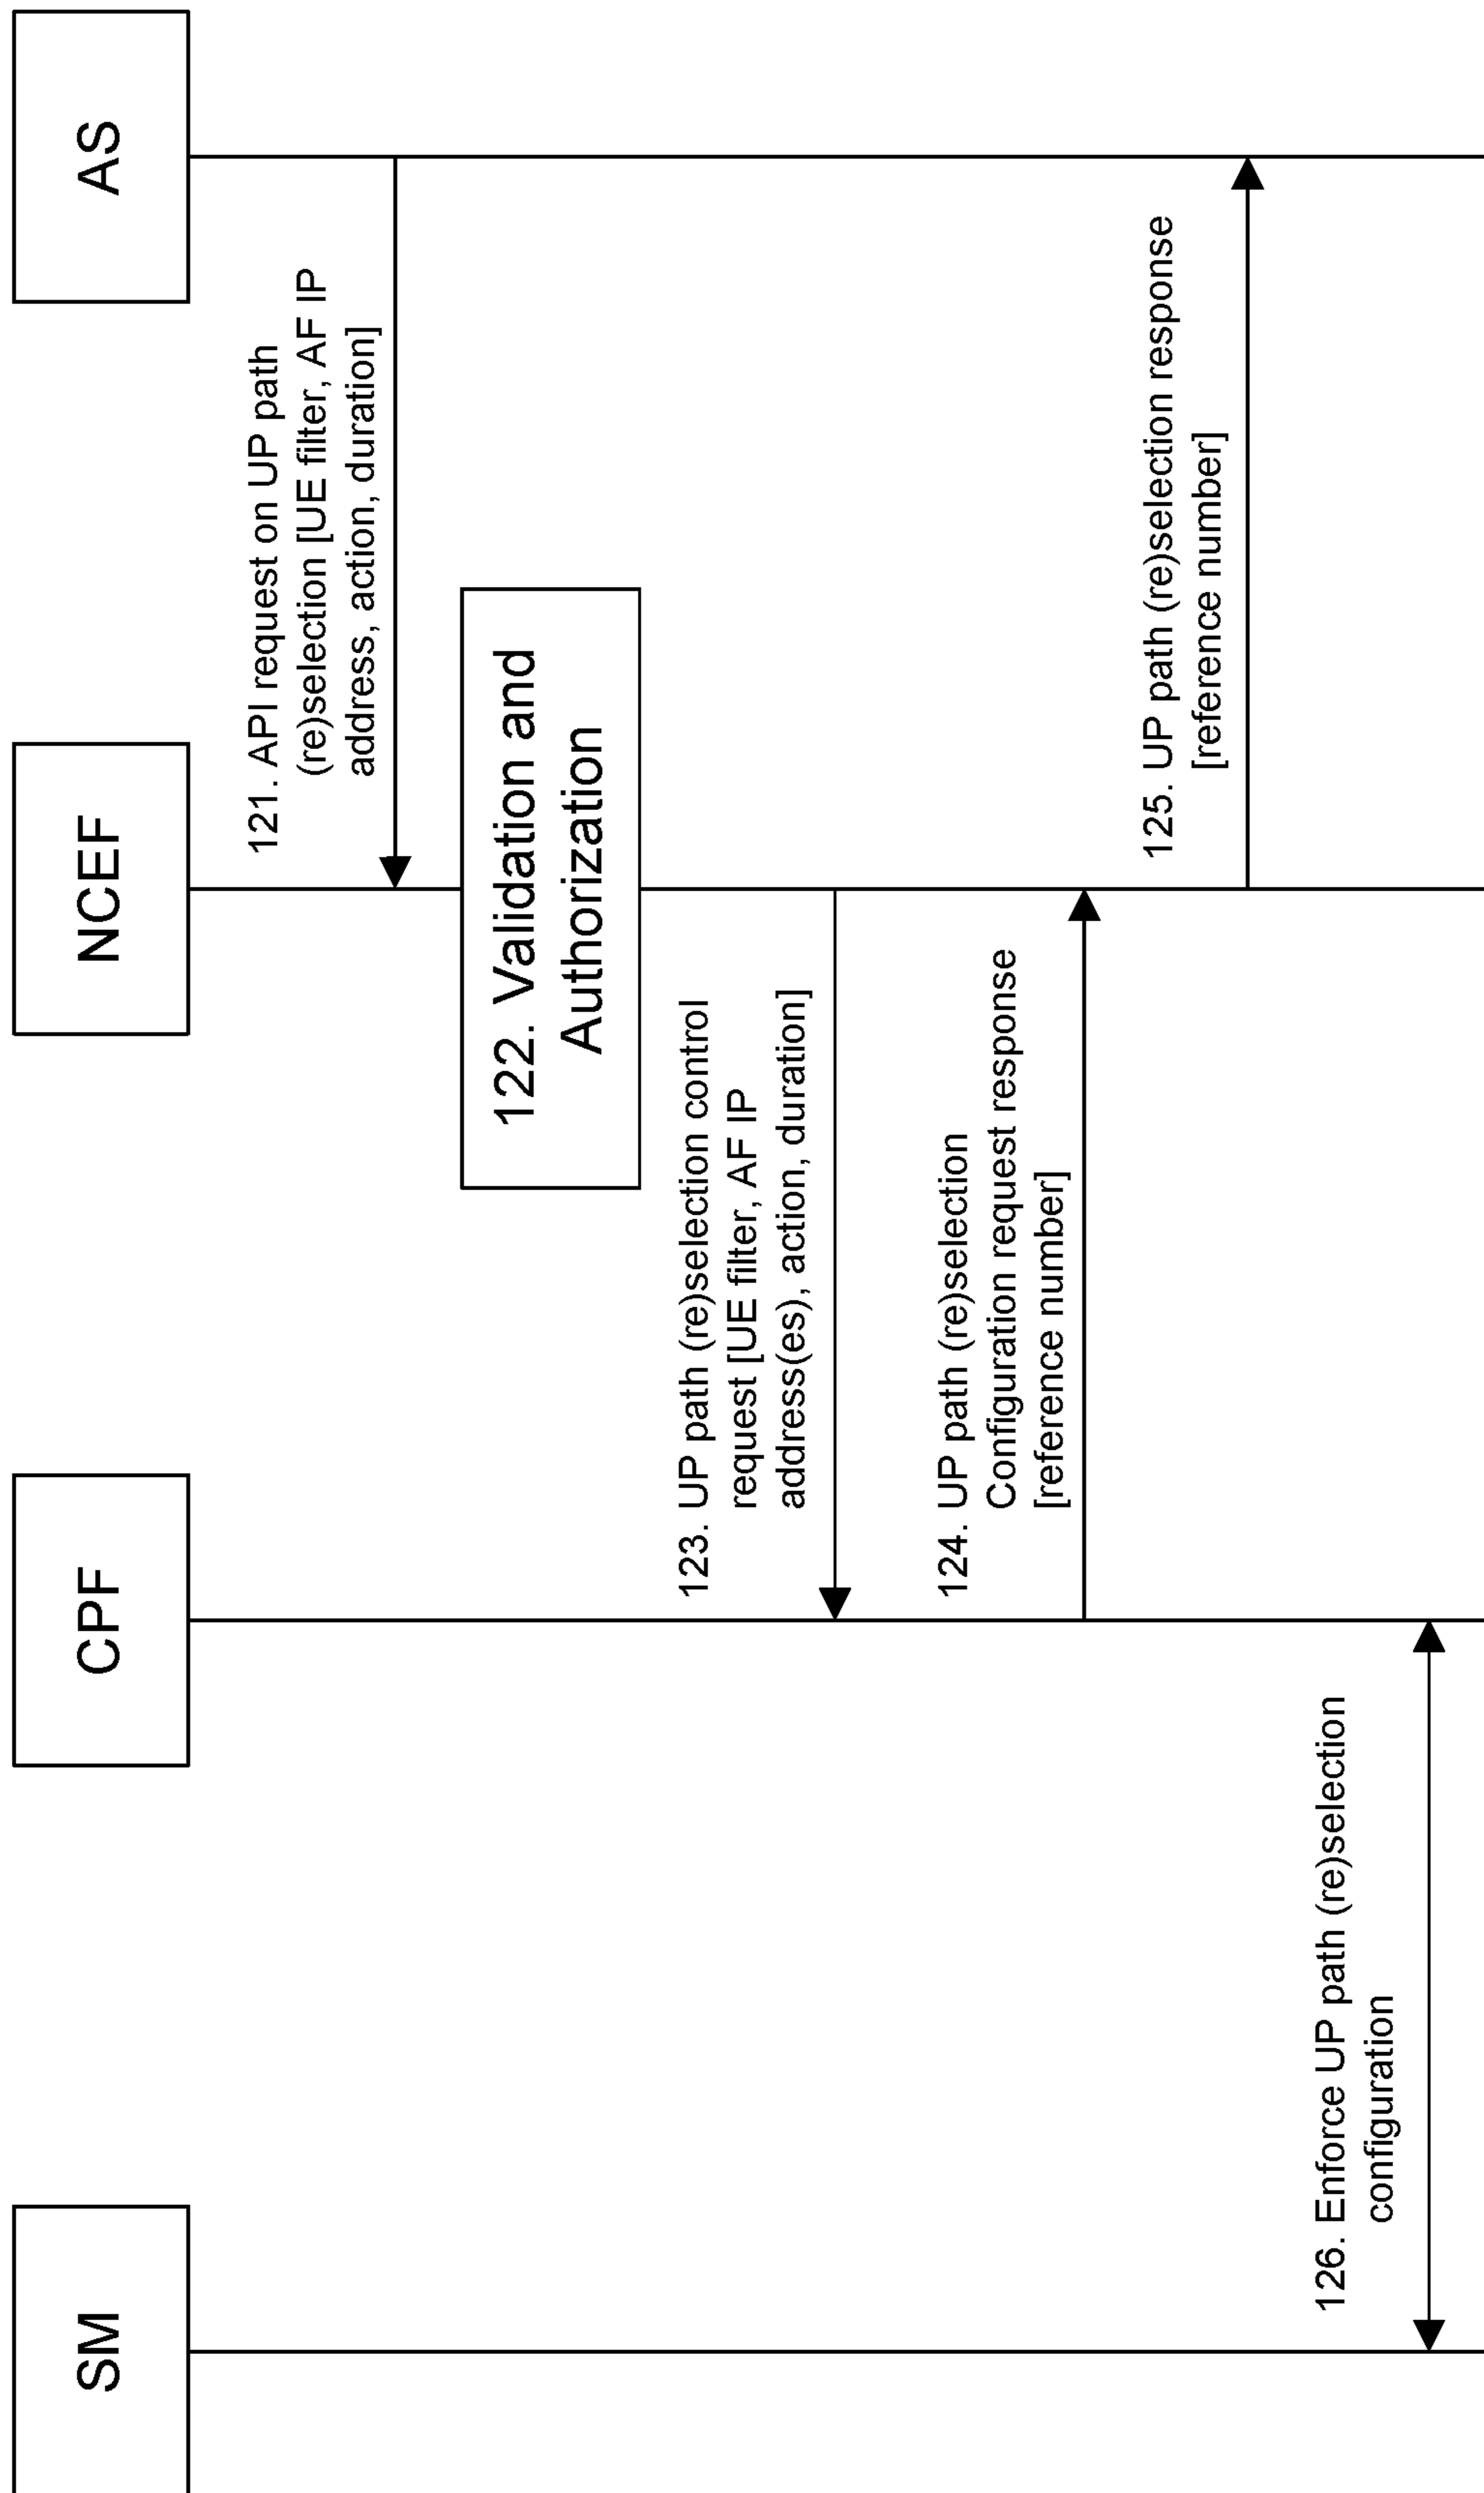 SM
CPF
NCEF
AS
121. API request on UP path
(re)selection [UE filter, AF IP
address, action, duration]
122. Validation and
Authorization
123. UP path (re)selection control
request [UE filter, AF IP
address(es), action, duration]
124. UP path (re)selection
Configuration request response
[reference number]
125. UP path (re)selection response
[reference number]
126. Enforce UP path (re)selection
configuration